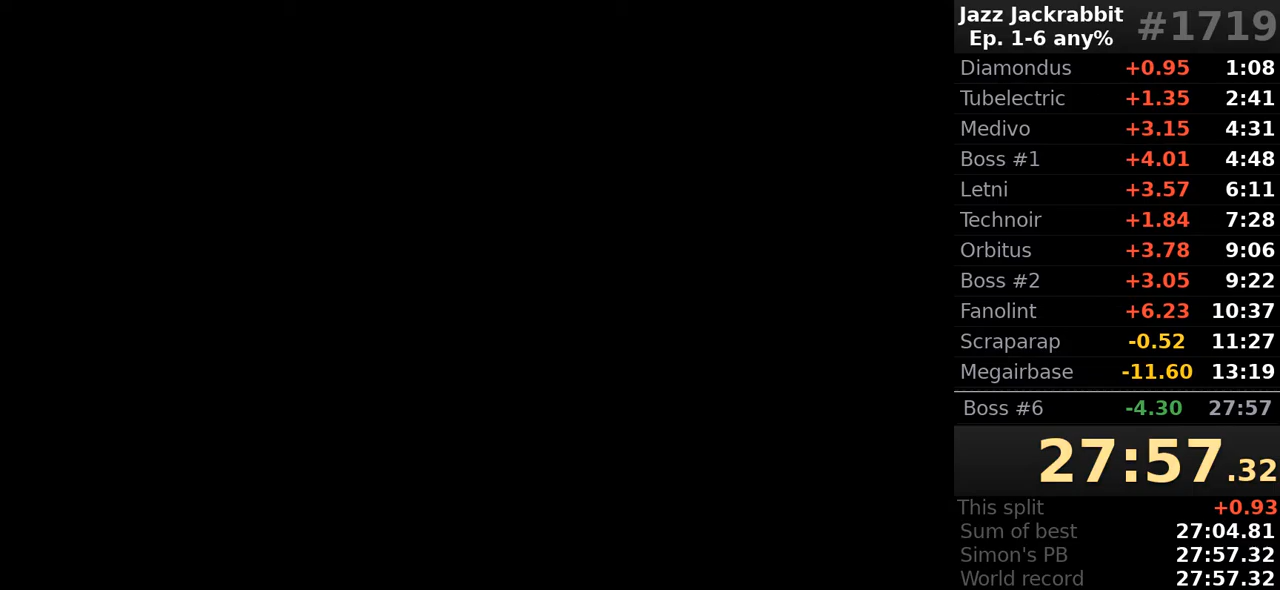 Jazz Jackrabbit
Ep. 1-6 any%
#1719
Diamondus +0.95 1:08
Tubelectric +1.35 2:41
Medivo +3.15 4:31
Boss #1 +4.01 4:48
Letni +3.57 6:11
Technoir +1.84 7:28
Orbitus +3.78 9:06
Boss #2 +3.05 9:22
Fanolint +6.23 10:37
Scraparap -0.52 11:27
Megairbase -11.60 13:19
Boss #6 -4.30 27:57
27:57.32
This split +0.93
Sum of best 27:04.81
Simon's PB 27:57.32
World record 27:57.32